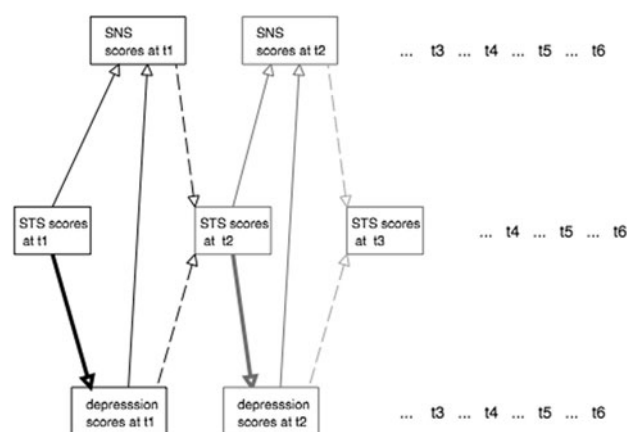 SNS
scores at t1
SNS
scores at t2
... t3 ... t4 ... t5 ... t6
STS scores
at t1
STS scores
at t2
STS scores
at t3
... t4 ... t5 ... t6
depresssion
scores at t1
depression
scores at t2
... t3 ... t4 ... t5 ... t6